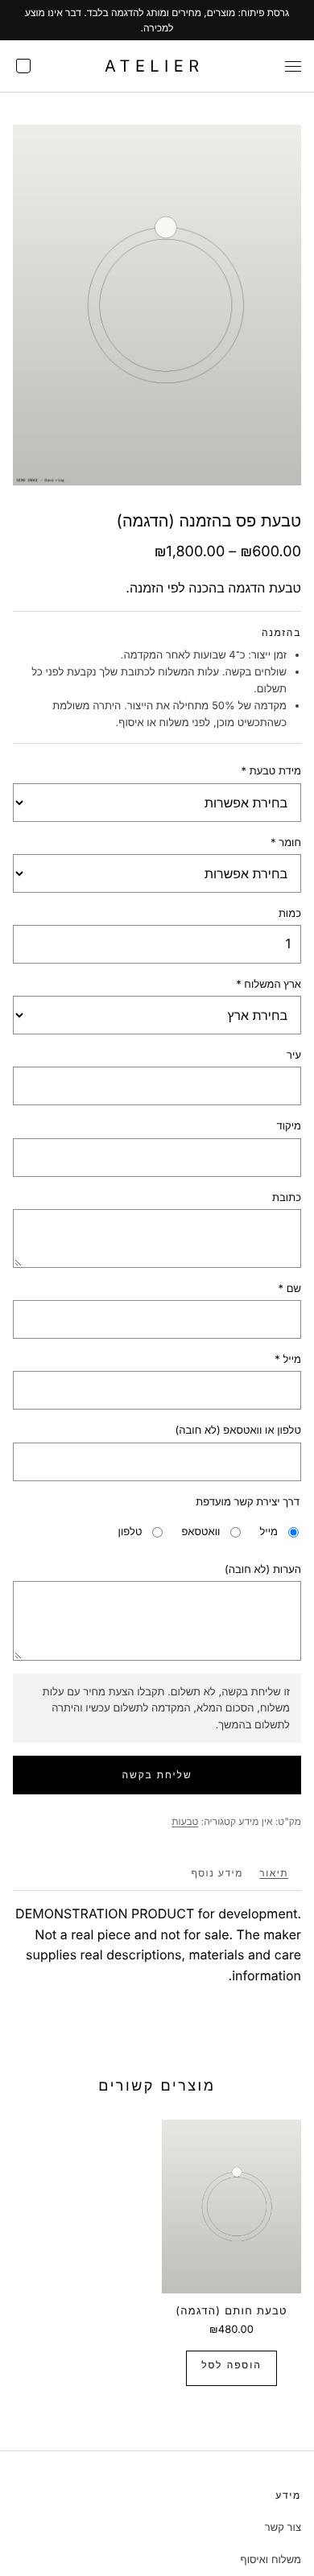 גרסת פיתוח: מוצרים, מחירים ומותג להדגמה בלבד. דבר אינו מוצע
למכירה.
ATELIER
טבעת פס בהזמנה (הדגמה)
₪600.00 – ₪1,800.00
טבעת הדגמה בהכנה לפי הזמנה.
בהזמנה
זמן ייצור: כ־4 שבועות לאחר המקדמה.
שולחים בקשה. עלות המשלוח לכתובת שלך נקבעת לפני כל
תשלום.
מקדמה של 50% מתחילה את הייצור. היתרה משולמת
כשהתכשיט מוכן, לפני משלוח או איסוף.
מידת טבעת *
בחירת אפשרות
חומר *
בחירת אפשרות
כמות
1
ארץ המשלוח *
בחירת ארץ
עיר
מיקוד
כתובת
שם *
מייל *
טלפון או וואטסאפ (לא חובה)
דרך יצירת קשר מועדפת
מייל
וואטסאפ
טלפון
הערות (לא חובה)
זו שליחת בקשה, לא תשלום. תקבלו הצעת מחיר עם עלות
משלוח, הסכום המלא, המקדמה לתשלום עכשיו והיתרה
לתשלום בהמשך.
שליחת בקשה
מק"ט: אין מידע קטגוריה: טבעות
תיאור מידע נוסף
DEMONSTRATION PRODUCT for development.
Not a real piece and not for sale. The maker
supplies real descriptions, materials and care
information.
מוצרים קשורים
טבעת חותם (הדגמה)
₪480.00
הוספה לסל
מידע
צור קשר
משלוח ואיסוף